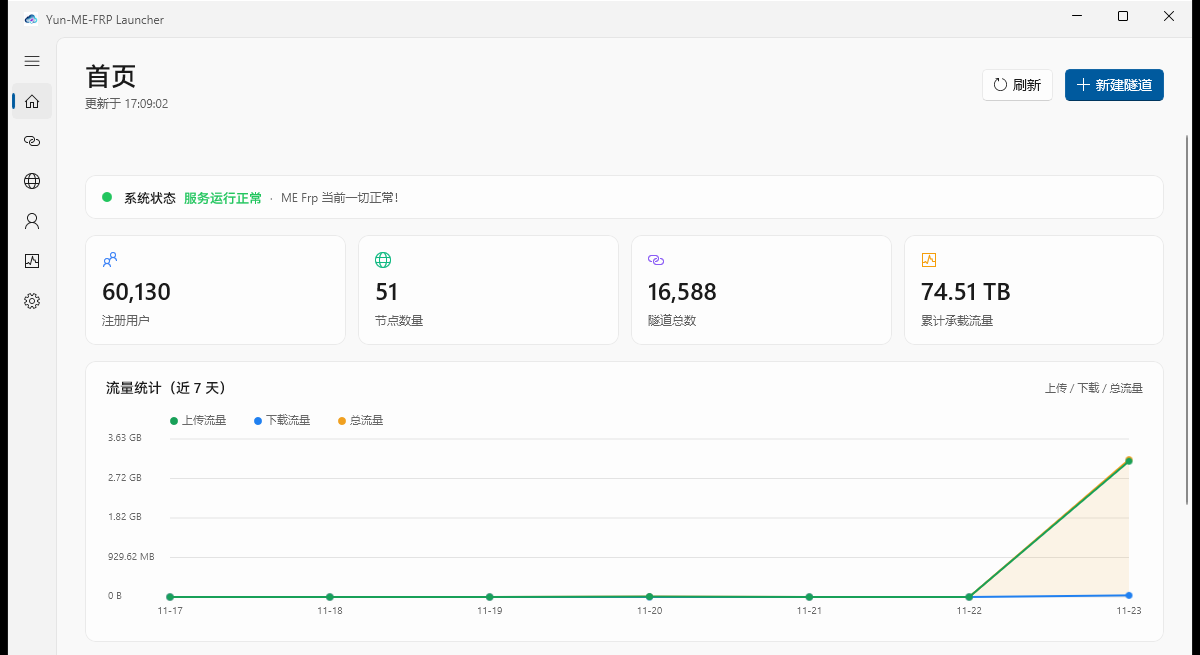 Yun-ME-FRP Launcher
首页
更新于 17:09:02
刷新
新建隧道
系统状态 服务运行正常 · ME Frp 当前一切正常!
60,130
注册用户
51
节点数量
16,588
隧道总数
74.51 TB
累计承载流量
流量统计（近 7 天）
上传 / 下载 / 总流量
上传流量 下载流量 总流量
3.63 GB
2.72 GB
1.82 GB
929.62 MB
0 B
11-17 11-18 11-19 11-20 11-21 11-22 11-23